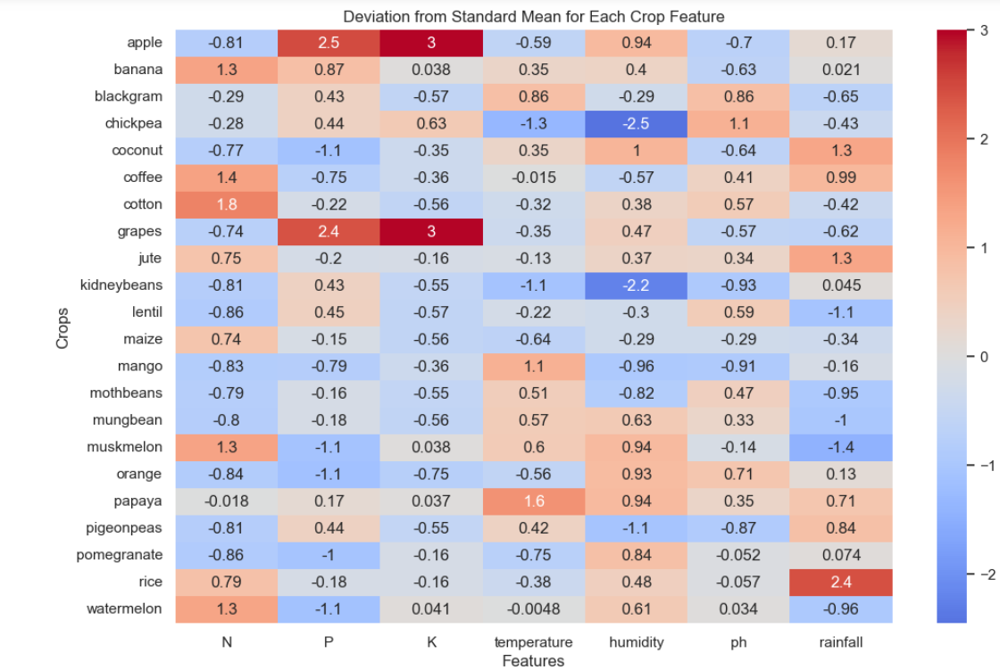 Deviation from Standard Mean for Each Crop Feature
apple -0.81 2.5 3 -0.59 0.94 -0.7 0.17
banana 1.3 0.87 0.038 0.35 0.4 -0.63 0.021
blackgram -0.29 0.43 -0.57 0.86 -0.29 0.86 -0.65
chickpea -0.28 0.44 0.63 -1.3 -2.5 1.1 -0.43
coconut -0.77 -1.1 -0.35 0.35 1 -0.64 1.3
coffee 1.4 -0.75 -0.36 -0.015 -0.57 0.41 0.99
cotton 1.8 -0.22 -0.56 -0.32 0.38 0.57 -0.42
grapes -0.74 2.4 3 -0.35 0.47 -0.57 -0.62
jute 0.75 -0.2 -0.16 -0.13 0.37 0.34 1.3
kidneybeans -0.81 0.43 -0.55 -1.1 -2.2 -0.93 0.045
lentil -0.86 0.45 -0.57 -0.22 -0.3 0.59 -1.1
maize 0.74 -0.15 -0.56 -0.64 -0.29 -0.29 -0.34
mango -0.83 -0.79 -0.36 1.1 -0.96 -0.91 -0.16
mothbeans -0.79 -0.16 -0.55 0.51 -0.82 0.47 -0.95
mungbean -0.8 -0.18 -0.56 0.57 0.63 0.33 -1
muskmelon 1.3 -1.1 0.038 0.6 0.94 -0.14 -1.4
orange -0.84 -1.1 -0.75 -0.56 0.93 0.71 0.13
papaya -0.018 0.17 0.037 1.6 0.94 0.35 0.71
pigeonpeas -0.81 0.44 -0.55 0.42 -1.1 -0.87 0.84
pomegranate -0.86 -1 -0.16 -0.75 0.84 -0.052 0.074
rice 0.79 -0.18 -0.16 -0.38 0.48 -0.057 2.4
watermelon 1.3 -1.1 0.041 -0.0048 0.61 0.034 -0.96
N P K temperature humidity ph rainfall
Features
Crops
3
2
1
0
−1
−2